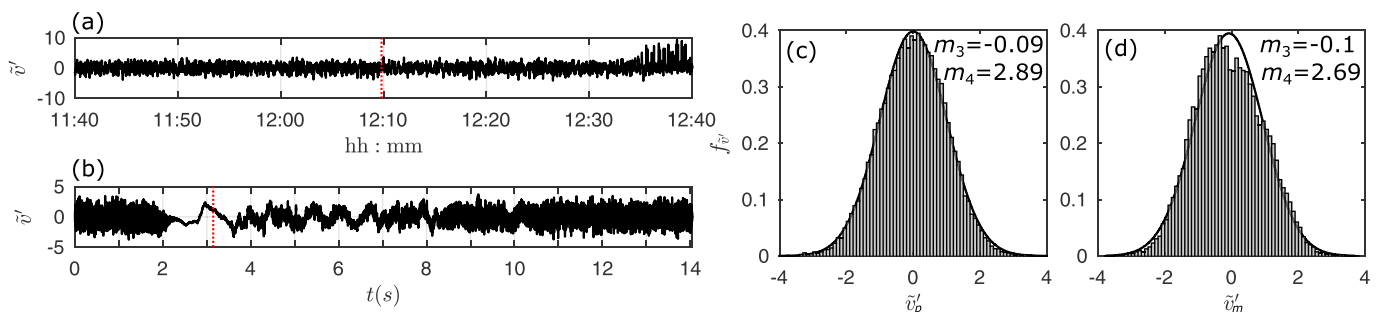 (a)
10
0
-10
ṽ′
11:40 11:50 12:00 12:10 12:20 12:30 12:40
hh : mm
(b)
5
0
-5
ṽ′
0 2 4 6 8 10 12 14
t(s)
(c)
m₃=-0.09
m₄=2.89
0.4
0.3
0.2
0.1
0
f_ṽ′
-4 -2 0 2 4
ṽ′ₚ
(d)
m₃=-0.1
m₄=2.69
0.4
0.3
0.2
0.1
0
-4 -2 0 2 4
ṽ′ₘ